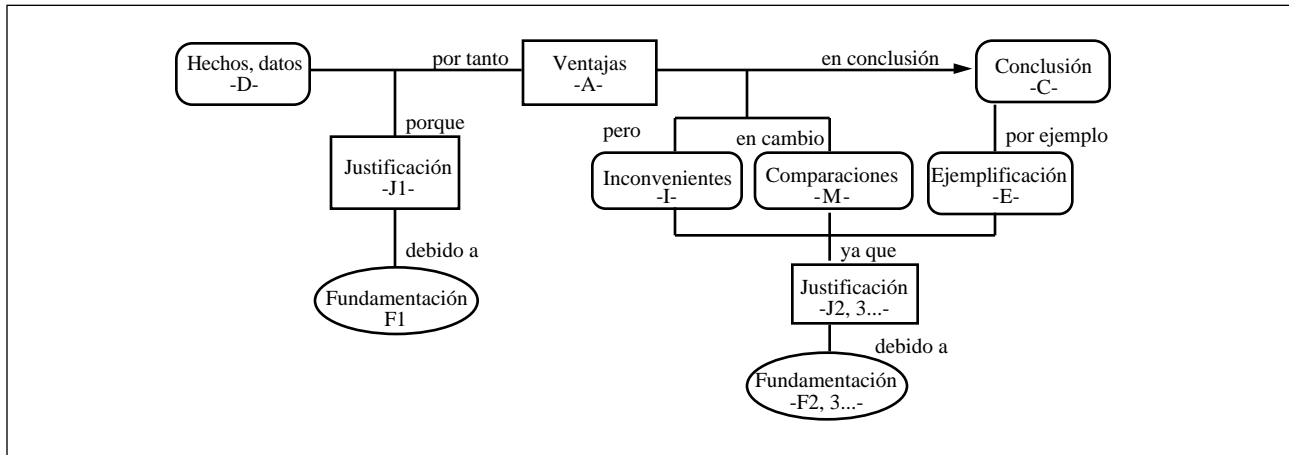 Hechos, datos
-D-
por tanto
Ventajas
-A-
en conclusión
Conclusión
-C-
porque
pero
en cambio
por ejemplo
Justificación
-J1-
Inconvenientes
-I-
Comparaciones
-M-
Ejemplificación
-E-
debido a
ya que
Fundamentación
F1
Justificación
-J2, 3...-
debido a
Fundamentación
-F2, 3...-